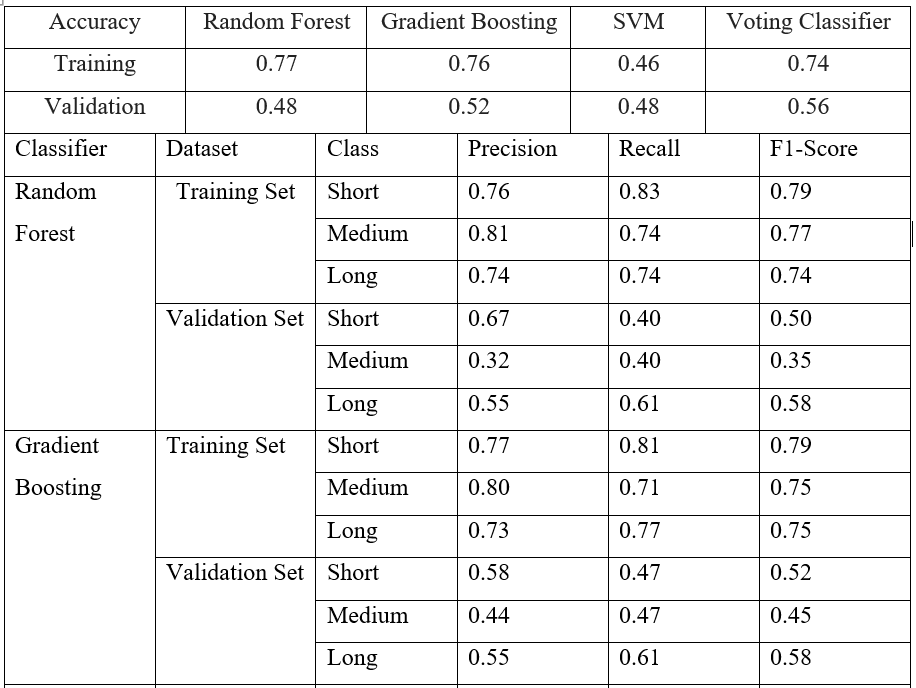 Accuracy Random Forest Gradient Boosting SVM Voting Classifier
Training 0.77 0.76 0.46 0.74
Validation 0.48 0.52 0.48 0.56
Classifier Dataset Class Precision Recall F1-Score
Random Training Set Short 0.76 0.83 0.79
Forest Medium 0.81 0.74 0.77
Long 0.74 0.74 0.74
Validation Set Short 0.67 0.40 0.50
Medium 0.32 0.40 0.35
Long 0.55 0.61 0.58
Gradient Training Set Short 0.77 0.81 0.79
Boosting Medium 0.80 0.71 0.75
Long 0.73 0.77 0.75
Validation Set Short 0.58 0.47 0.52
Medium 0.44 0.47 0.45
Long 0.55 0.61 0.58